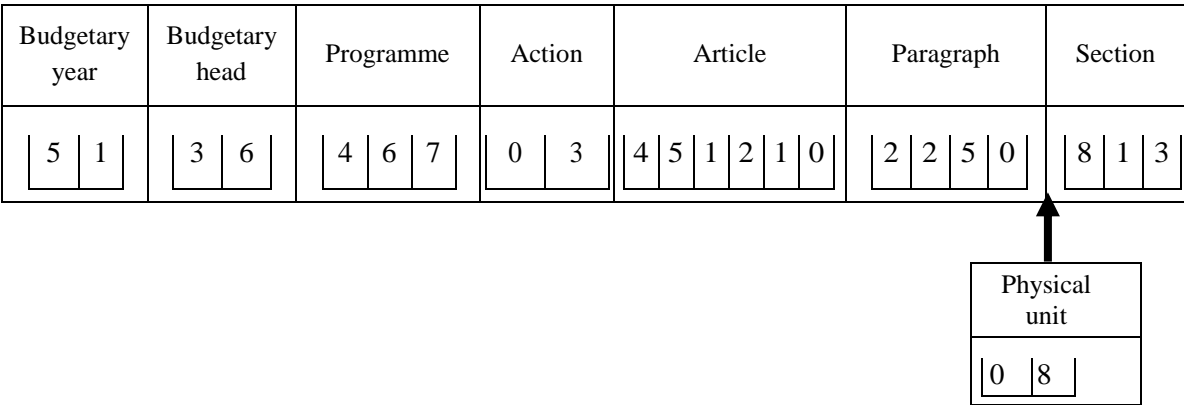 Budgetary year Budgetary head Programme Action Article Paragraph Section
5 1 3 6 4 6 7 0 3 4 5 1 2 1 0 2 2 5 0 8 1 3
Physical
unit
0 8